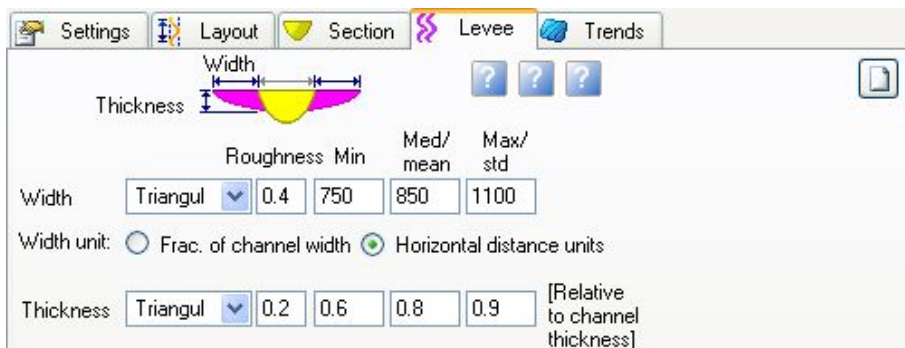 Settings Layout Section Levee Trends
Width
? ? ?
Thickness
Roughness Min Med/ mean Max/ std
Width Triangul 0.4 750 850 1100
Width unit: Frac. of channel width Horizontal distance units
Thickness Triangul 0.2 0.6 0.8 0.9 [Relative to channel thickness]